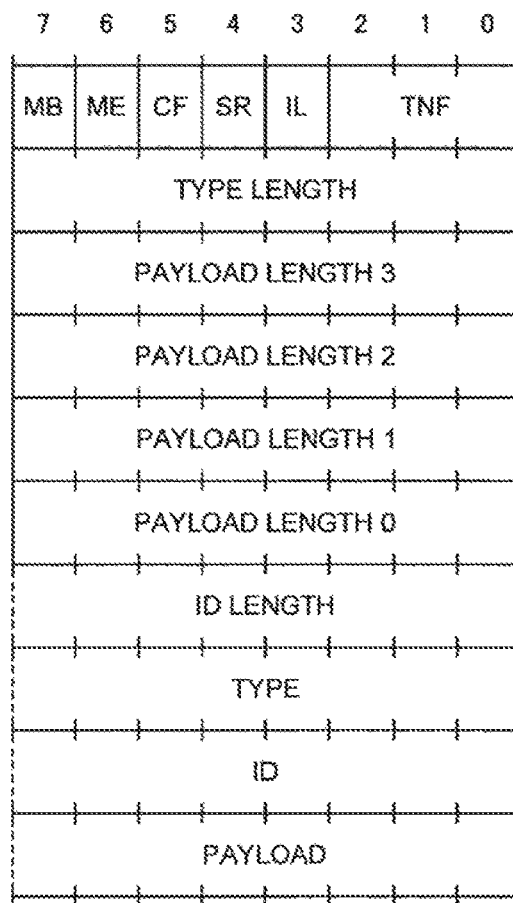 7 6 5 4 3 2 1 0
MB ME CF SR IL TNF
TYPE LENGTH
PAYLOAD LENGTH 3
PAYLOAD LENGTH 2
PAYLOAD LENGTH 1
PAYLOAD LENGTH 0
ID LENGTH
TYPE
ID
PAYLOAD